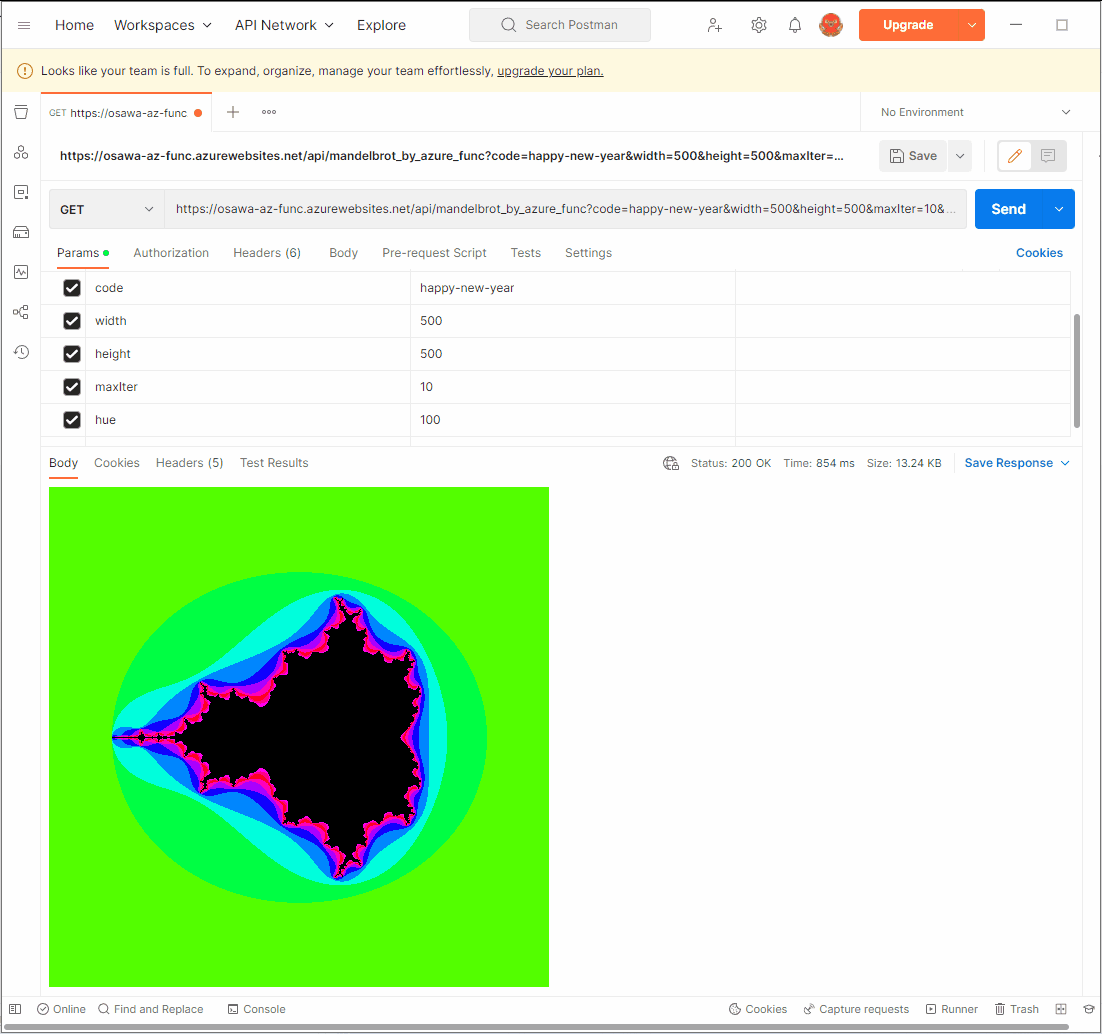 Home Workspaces API Network Explore Search Postman Upgrade
Looks like your team is full. To expand, organize, manage your team effortlessly, upgrade your plan.
GET https://osawa-az-func No Environment
https://osawa-az-func.azurewebsites.net/api/mandelbrot_by_azure_func?code=happy-new-year&width=500&height=500&maxIter=... Save
GET https://osawa-az-func.azurewebsites.net/api/mandelbrot_by_azure_func?code=happy-new-year&width=500&height=500&maxIter=10&... Send
Params Authorization Headers (6) Body Pre-request Script Tests Settings Cookies
code happy-new-year
width 500
height 500
maxIter 10
hue 100
Body Cookies Headers (5) Test Results Status: 200 OK Time: 854 ms Size: 13.24 KB Save Response
Online Find and Replace Console Cookies Capture requests Runner Trash